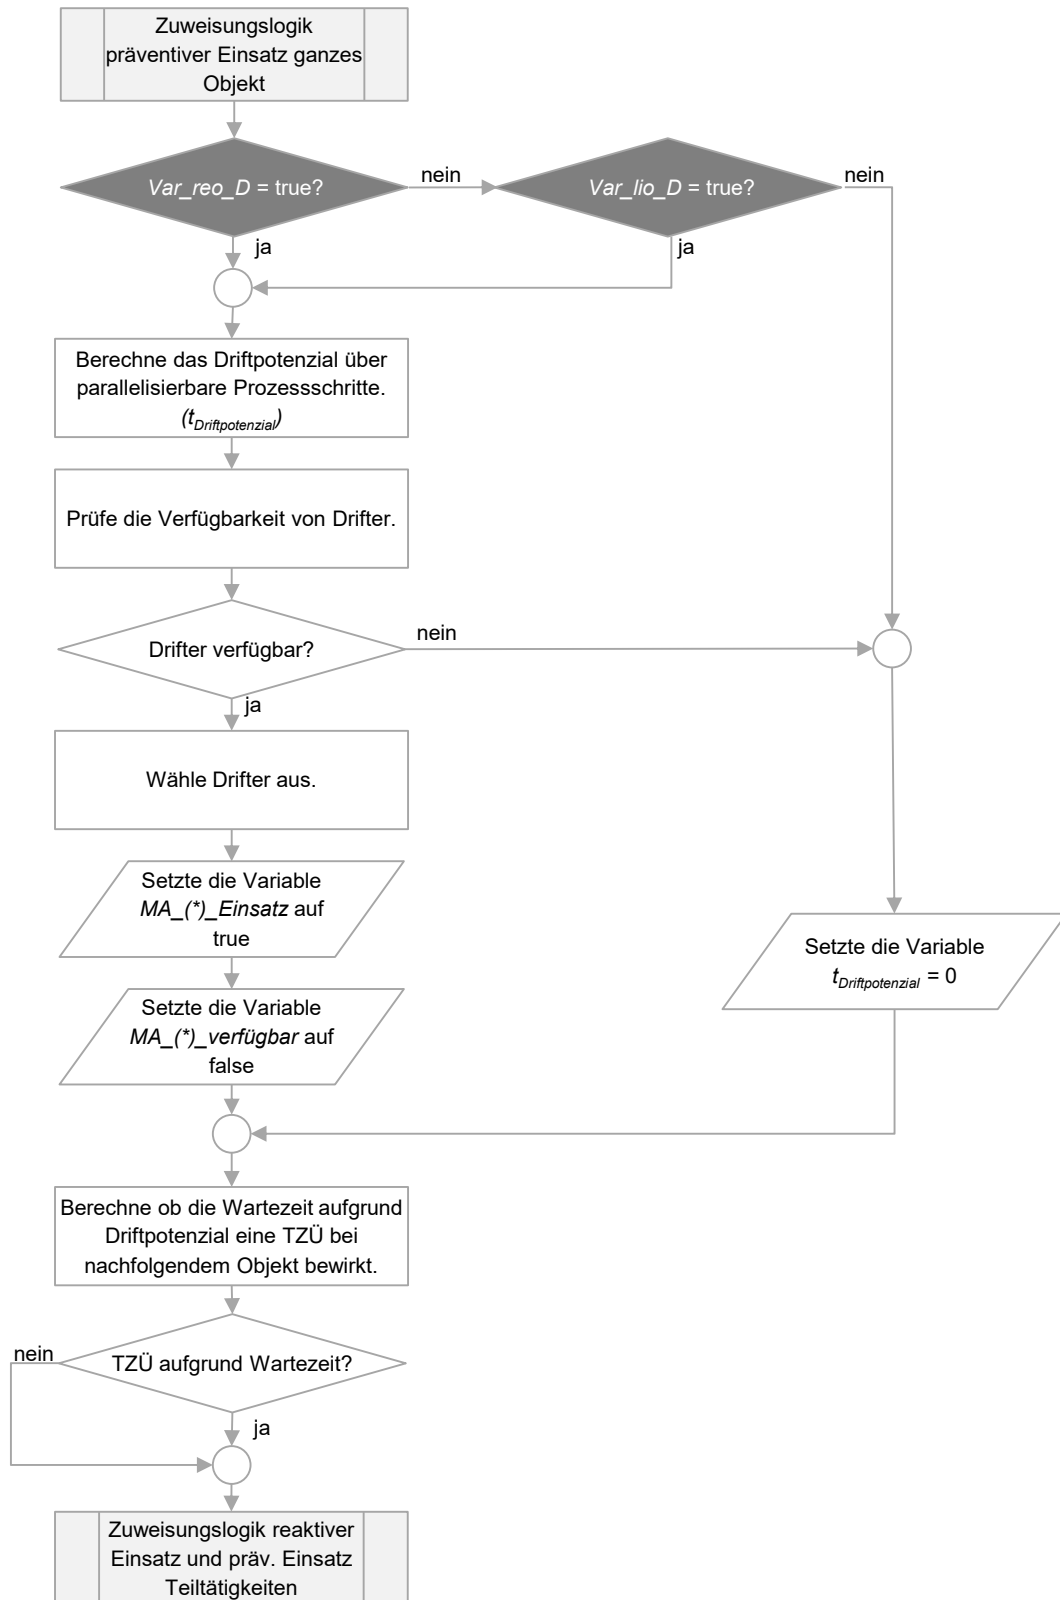 Zuweisungslogik
präventiver Einsatz ganzes
Objekt
Var_reo_D = true?
nein
Var_lio_D = true?
nein
ja
ja
Berechne das Driftpotenzial über
parallelisierbare Prozessschritte.
(tDriftpotenzial)
Prüfe die Verfügbarkeit von Drifter.
Drifter verfügbar?
nein
ja
Wähle Drifter aus.
Setzte die Variable
MA_(*)_Einsatz auf
true
Setzte die Variable
tDriftpotenzial = 0
Setzte die Variable
MA_(*)_verfügbar auf
false
Berechne ob die Wartezeit aufgrund
Driftpotenzial eine TZÜ bei
nachfolgendem Objekt bewirkt.
nein
TZÜ aufgrund Wartezeit?
ja
Zuweisungslogik reaktiver
Einsatz und präv. Einsatz
Teiltätigkeiten